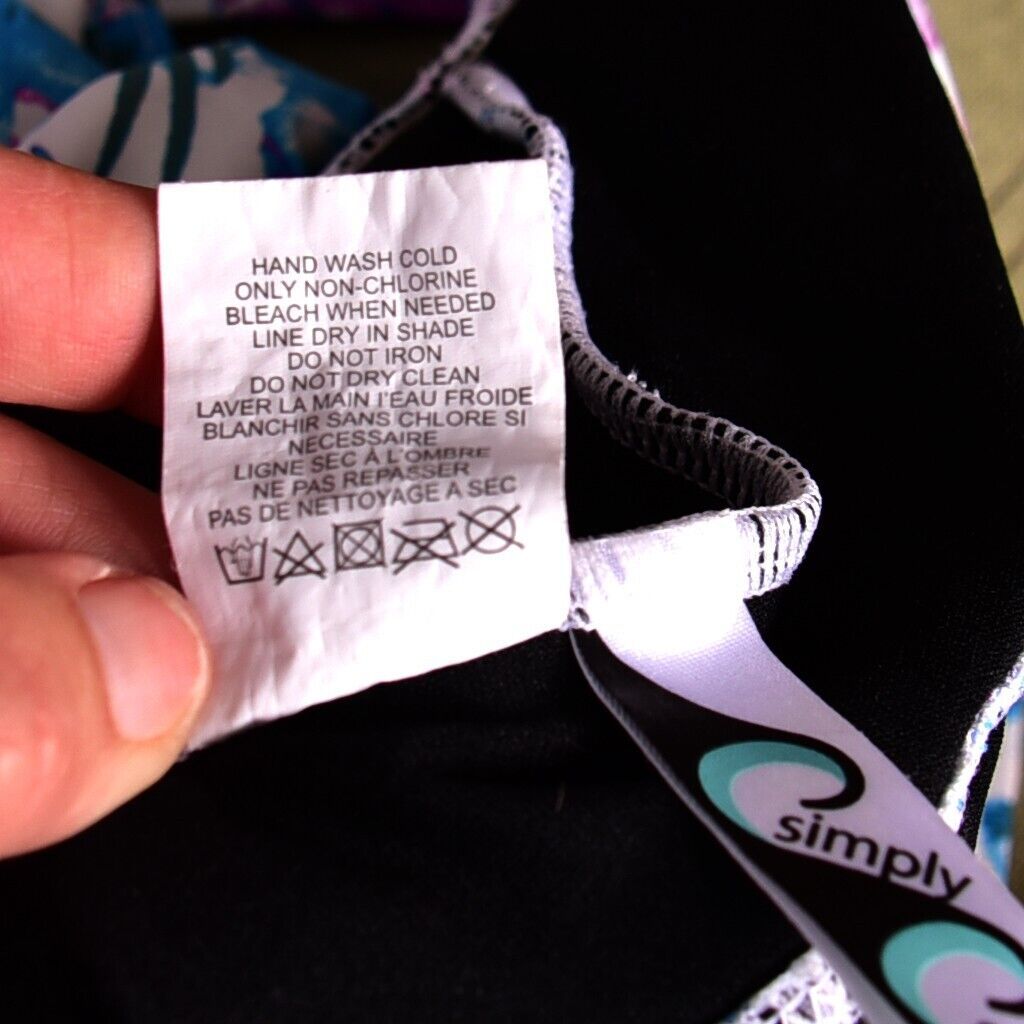 HAND WASH COLD
ONLY NON-CHLORINE
BLEACH WHEN NEEDED
LINE DRY IN SHADE
DO NOT IRON
DO NOT DRY CLEAN
LAVER LA MAIN I'EAU FROIDE
BLANCHIR SANS CHLORE SI
NECESSAIRE
LIGNE SEC À L'OMBRE
NE PAS REPASSER
PAS DE NETTOYAGE A SEC
simply